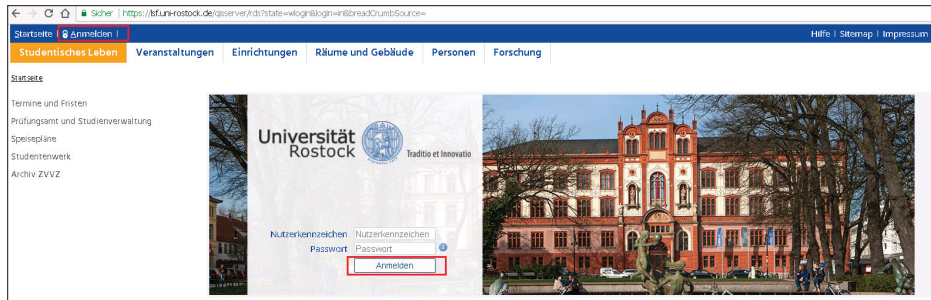 Sicher | https://lsf.uni-rostock.de/qisserver/rds?state=wlogin&login=in&breadCrumbSource=
Startseite | Anmelden | Hilfe | Sitemap | Impressum
Studentisches Leben Veranstaltungen Einrichtungen Räume und Gebäude Personen Forschung
Startseite
Termine und Fristen
Prüfungsamt und Studienverwaltung
Speisepläne
Studentenwerk
Archiv ZVVZ
Universität
Rostock
Traditio et Innovatio
Nutzerkennzeichen Nutzerkennzeichen
Passwort Passwort
Anmelden